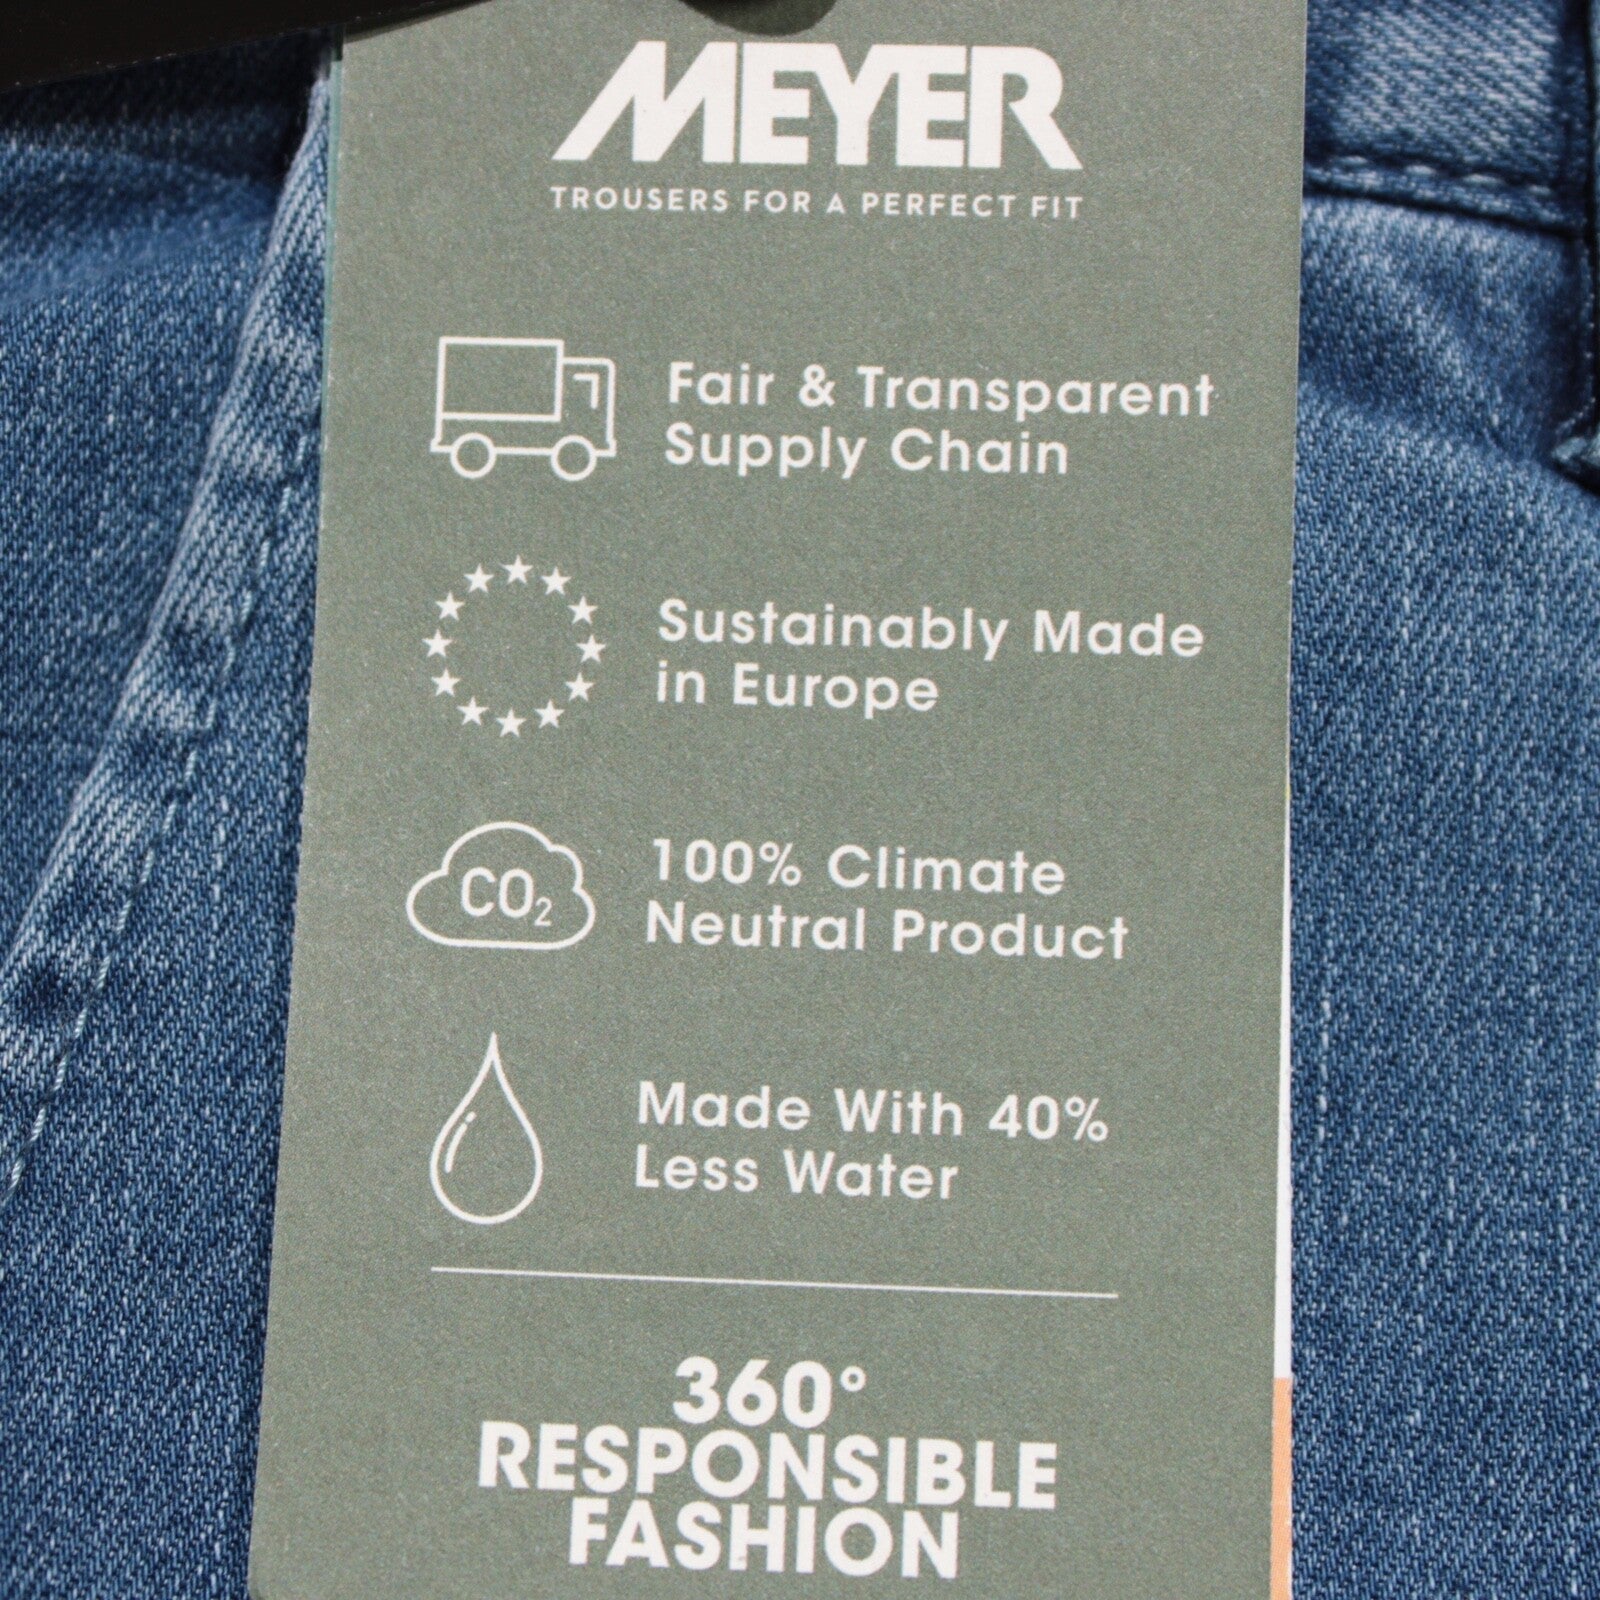 MEYER
TROUSERS FOR A PERFECT FIT
Fair & Transparent
Supply Chain
Sustainably Made
in Europe
CO₂
100% Climate
Neutral Product
Made With 40%
Less Water
360°
RESPONSIBLE
FASHION